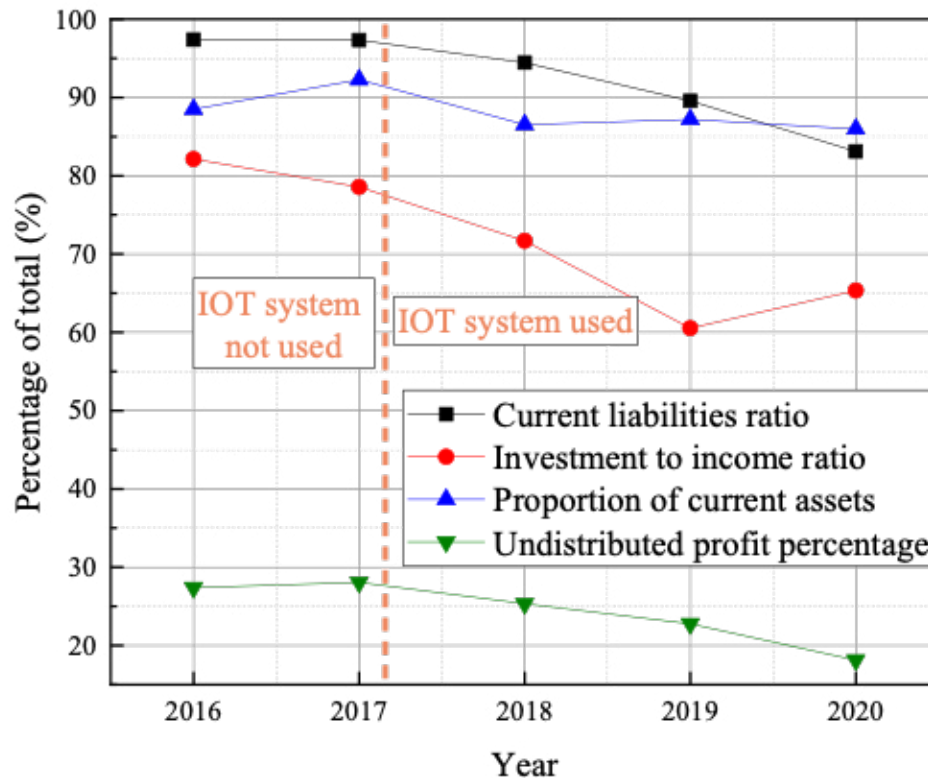 Percentage of total (%)
100
90
80
70
60
50
40
30
20
IOT system
not used
IOT system used
Current liabilities ratio
Investment to income ratio
Proportion of current assets
Undistributed profit percentage
2016 2017 2018 2019 2020
Year